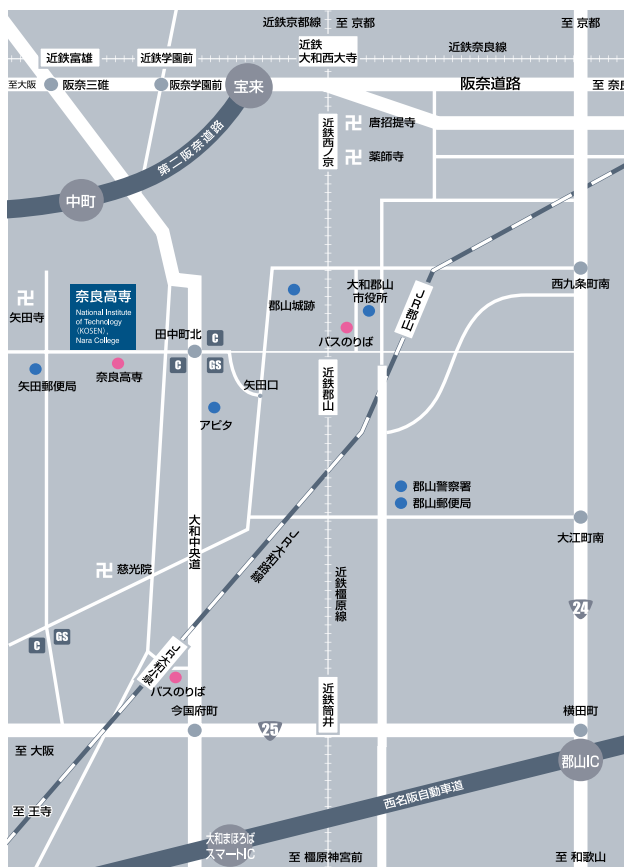 近鉄京都線
至 京都
至 京都
近鉄富雄
近鉄学園前
近鉄
大和西大寺
近鉄奈良線
至大阪
阪奈三碓
阪奈学園前
宝来
阪奈道路
至 奈良
第二阪奈道路
近鉄西ノ京
唐招提寺
薬師寺
中町
西九条町南
矢田寺
奈良高専
National Institute
of Technology
(KOSEN),
Nara College
郡山城跡
大和郡山
市役所
JR郡山
バスのりば
田中町北
C
C
GS
矢田郵便局
奈良高専
矢田口
近鉄郡山
アピタ
郡山警察署
郡山郵便局
大江町南
大和中央道
JR大和路線
近鉄橿原線
慈光院
24
C
GS
JR大和小泉
バスのりば
近鉄筒井
今国府町
25
横田町
至 大阪
郡山IC
西名阪自動車道
至 王寺
大和まほろば
スマートIC
至 橿原神宮前
至 和歌山